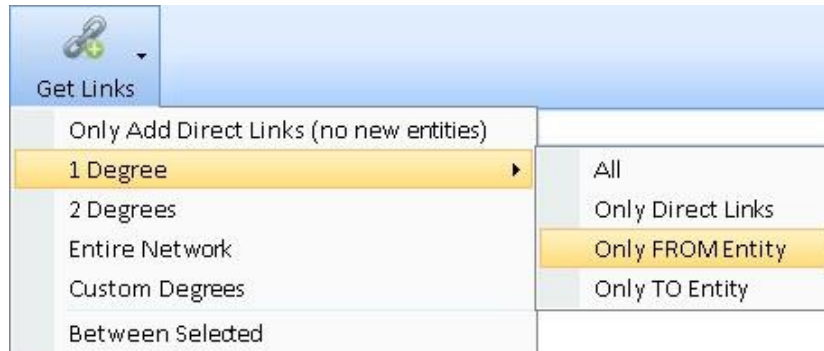 Get Links
Only Add Direct Links (no new entities)
1 Degree
2 Degrees
Entire Network
Custom Degrees
Between Selected
All
Only Direct Links
Only FROM Entity
Only TO Entity